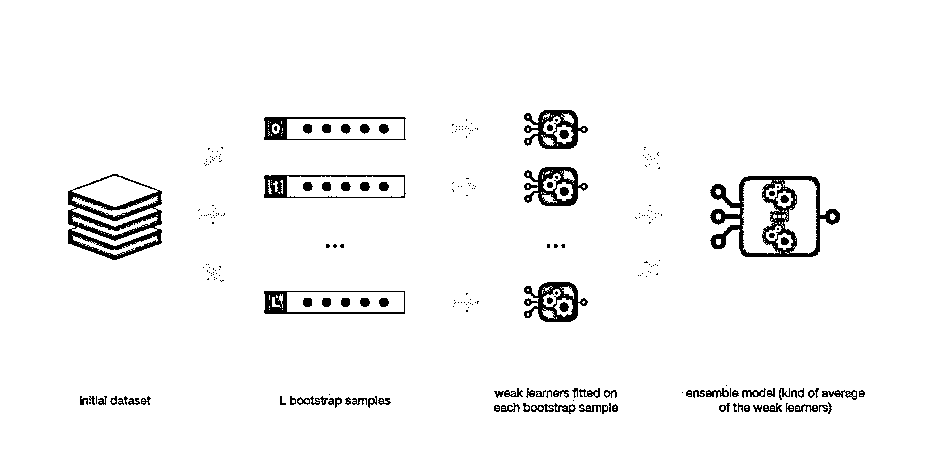 0
1
...
...
L
initial dataset
L bootstrap samples
weak learners fitted on
each bootstrap sample
ensemble model (kind of average
of the weak learners)